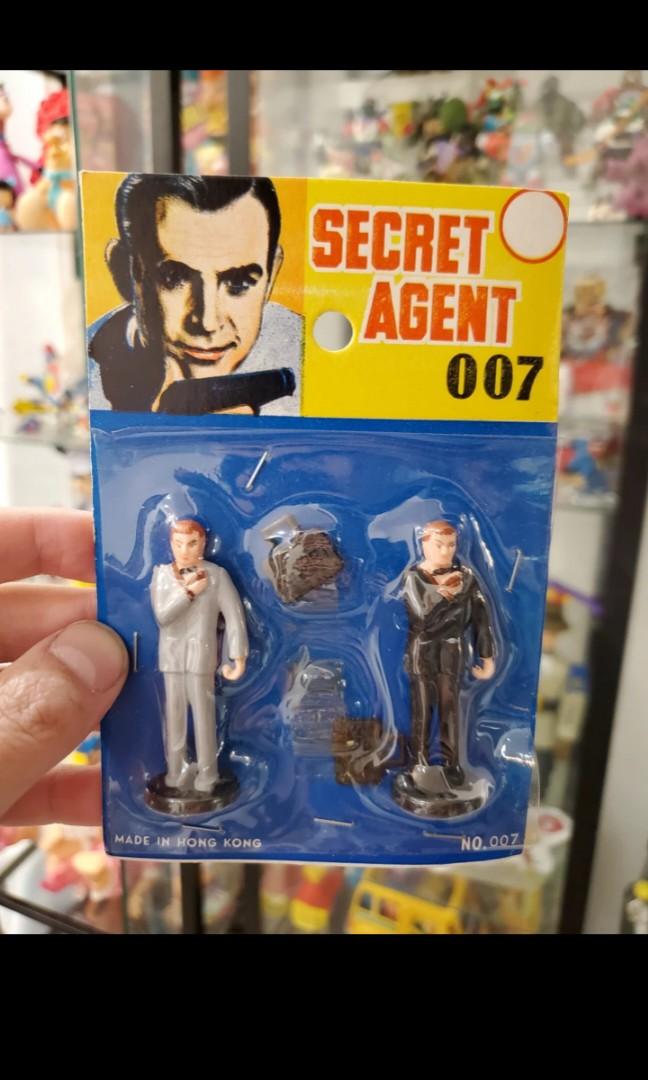 SECRET
AGENT
007
MADE IN HONG KONG
NO. 007